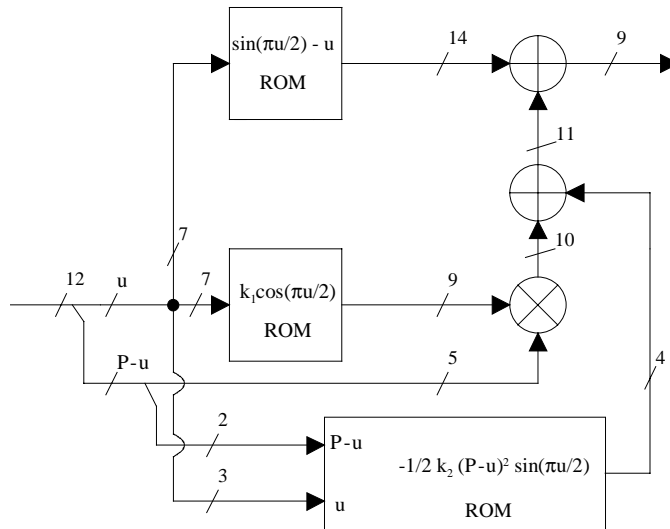 sin(πu/2) - u
ROM
14
9
11
7
10
12
u
7
k₁cos(πu/2)
ROM
9
P-u
5
4
2
P-u
-1/2 k₂ (P-u)² sin(πu/2)
3
u
ROM